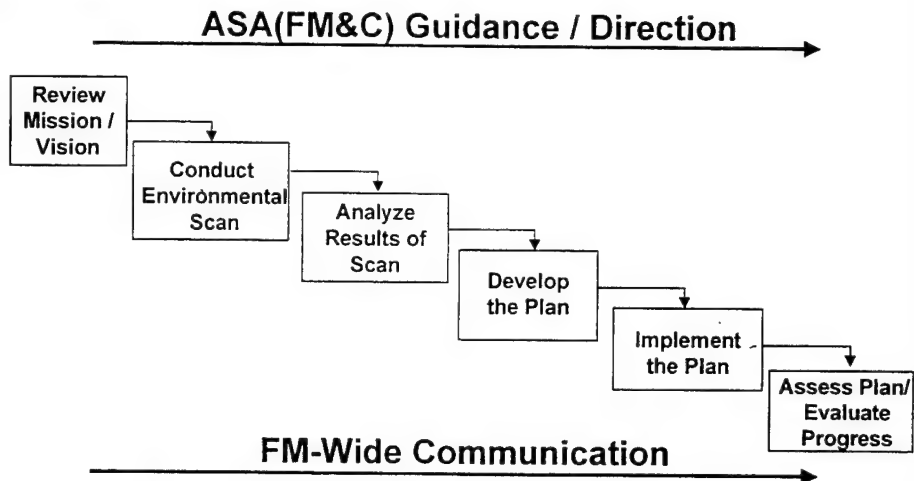 ASA(FM&C) Guidance / Direction
Review
Mission /
Vision
Conduct
Environmental
Scan
Analyze
Results of
Scan
Develop
the Plan
Implement
the Plan
Assess Plan/
Evaluate
Progress
FM-Wide Communication